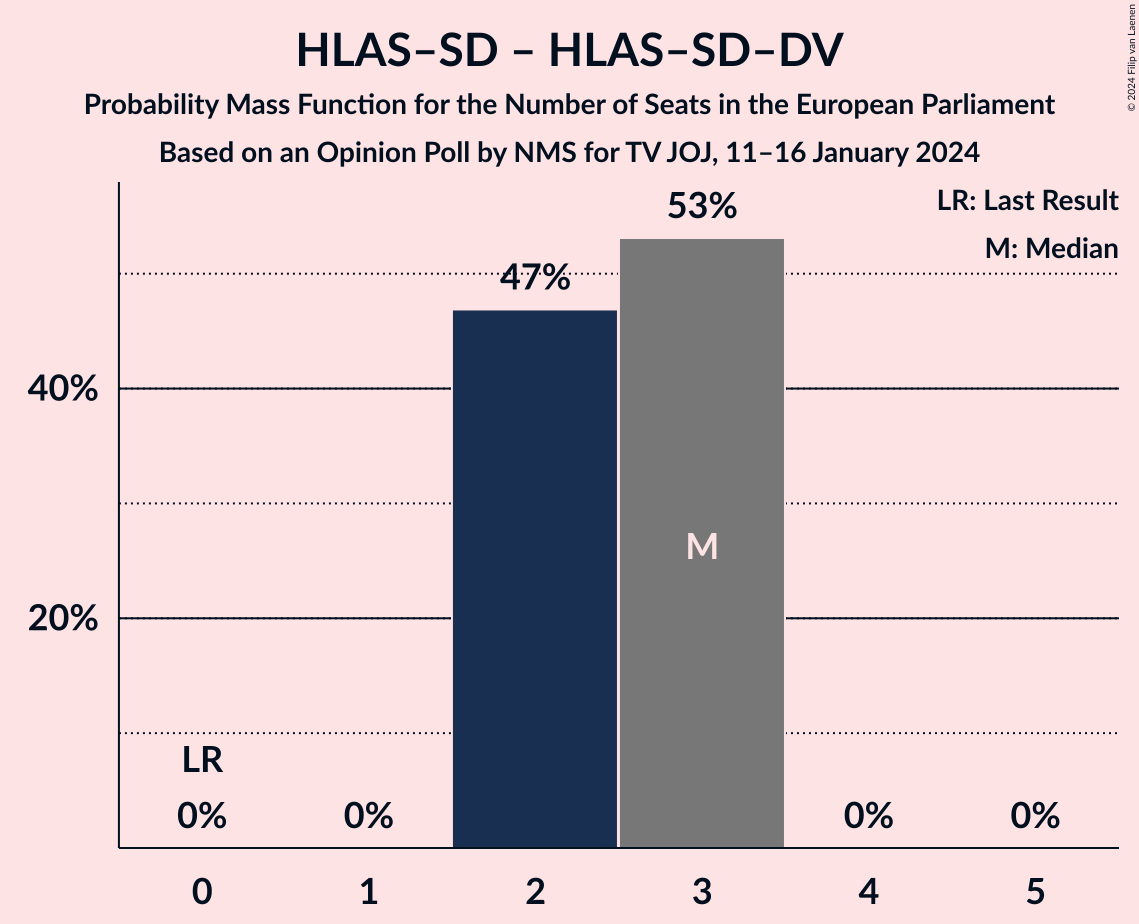 HLAS–SD – HLAS–SD–DV
Probability Mass Function for the Number of Seats in the European Parliament
Based on an Opinion Poll by NMS for TV JOJ, 11–16 January 2024
© 2024 Filip van Laenen
LR: Last Result
M: Median
53%
47%
40%
M
20%
LR
0% 0% 0% 0%
0 1 2 3 4 5